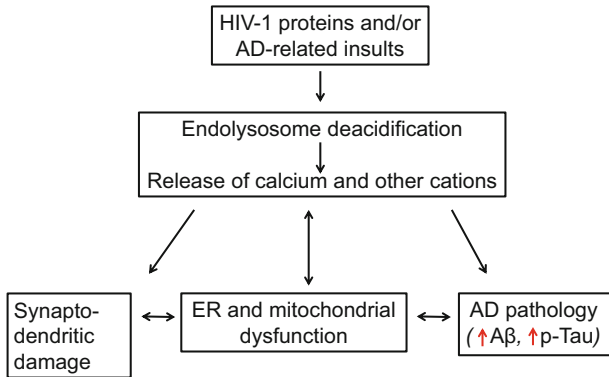 HIV-1 proteins and/or
AD-related insults
Endolysosome deacidification
Release of calcium and other cations
Synapto-
dendritic
damage
ER and mitochondrial
dysfunction
AD pathology
(↑Aβ, ↑p-Tau)